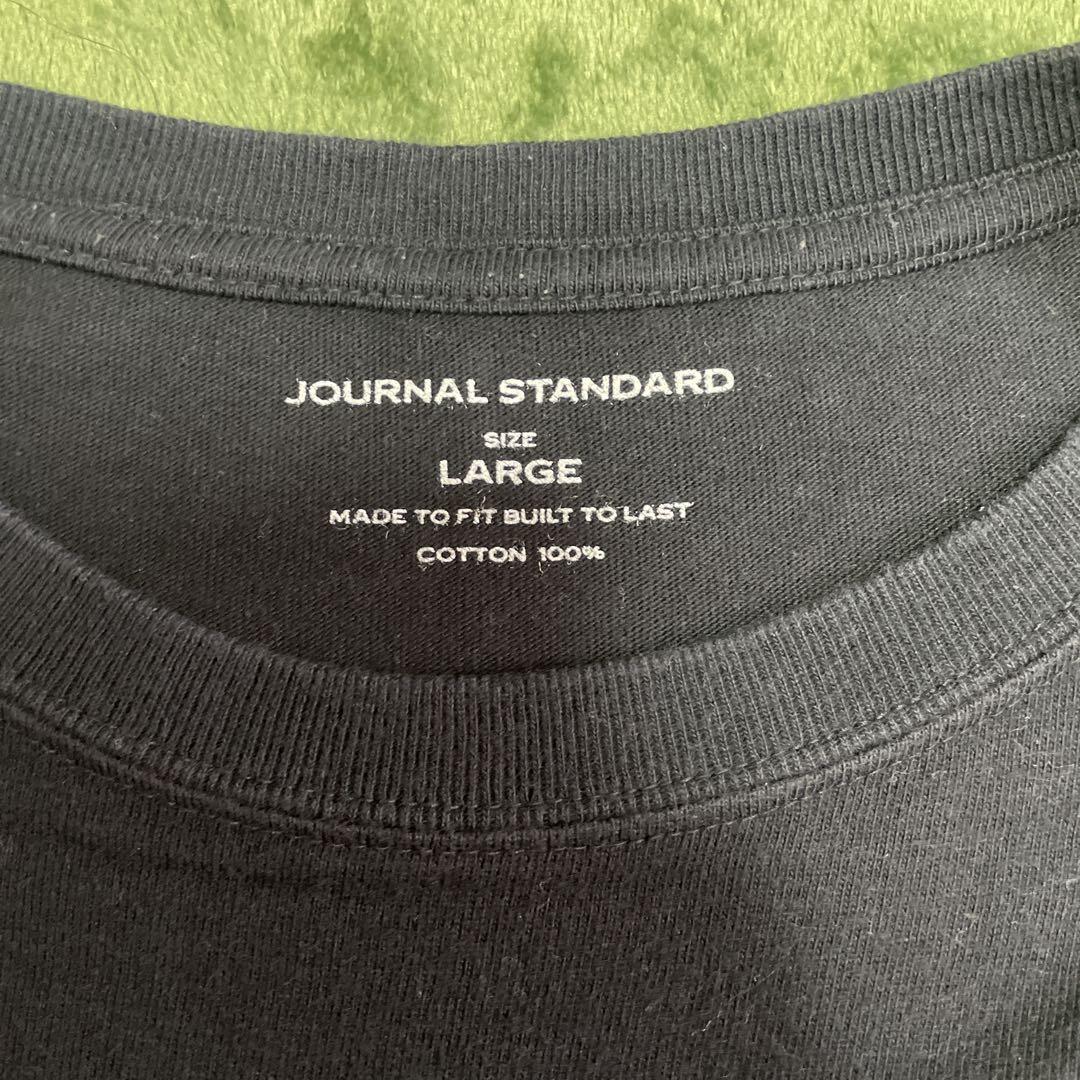 JOURNAL STANDARD
SIZE
LARGE
MADE TO FIT BUILT TO LAST
COTTON 100%